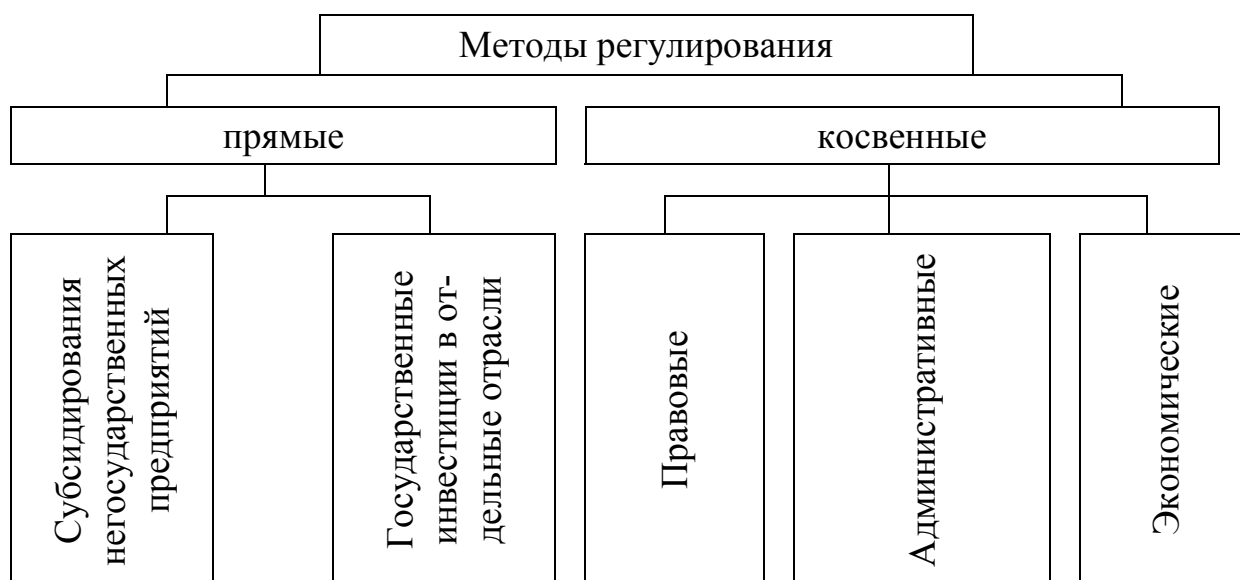 Методы регулирования
прямые
косвенные
Субсидирования
негосударственных
предприятий
Государственные
инвестиции в от-
дельные отрасли
Правовые
Административные
Экономические